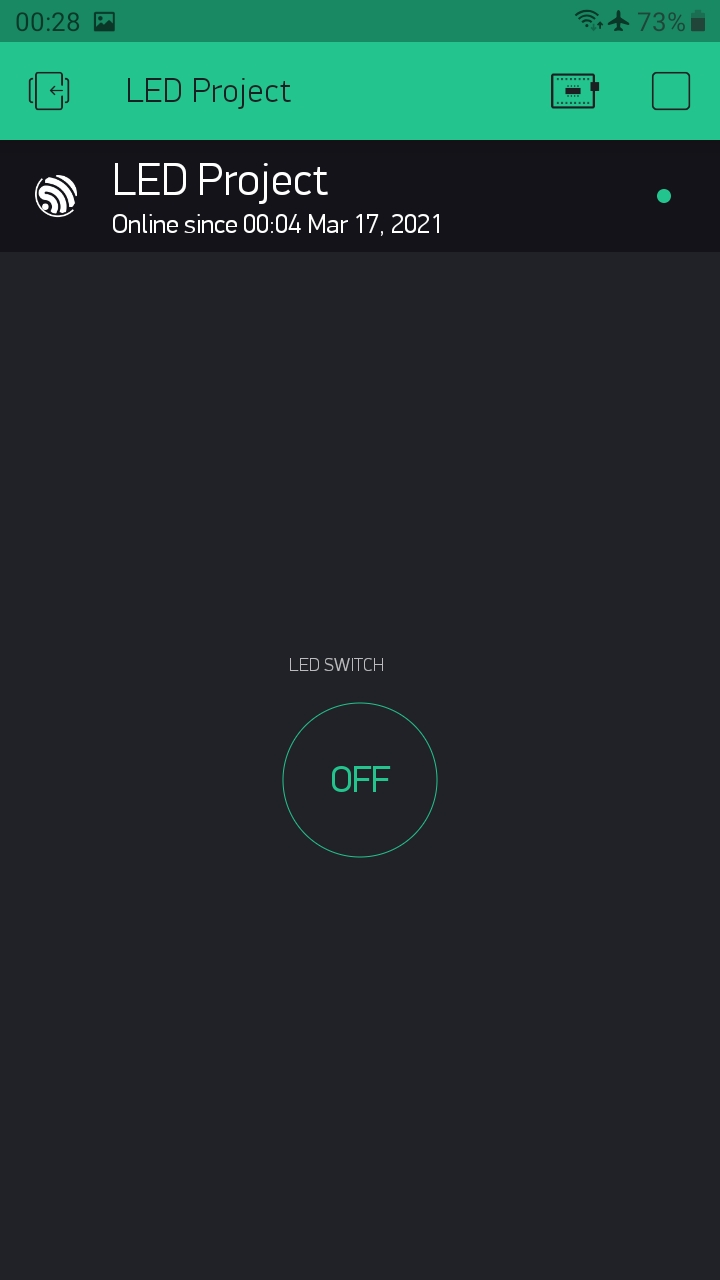 00:28 73%
LED Project
LED Project
Online since 00:04 Mar 17, 2021
LED SWITCH
OFF